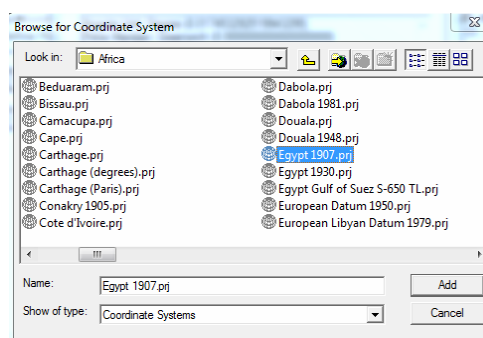 Browse for Coordinate System
Look in: Africa
Beduaram.prj
Bissau.prj
Camacupa.prj
Cape.prj
Carthage.prj
Carthage (degrees).prj
Carthage (Paris).prj
Conakry 1905.prj
Cote d'Ivoire.prj
Dabola.prj
Dabola 1981.prj
Douala.prj
Douala 1948.prj
Egypt 1907.prj
Egypt 1930.prj
Egypt Gulf of Suez S-650 TL.prj
European Datum 1950.prj
European Libyan Datum 1979.prj
Name: Egypt 1907.prj Add
Show of type: Coordinate Systems Cancel